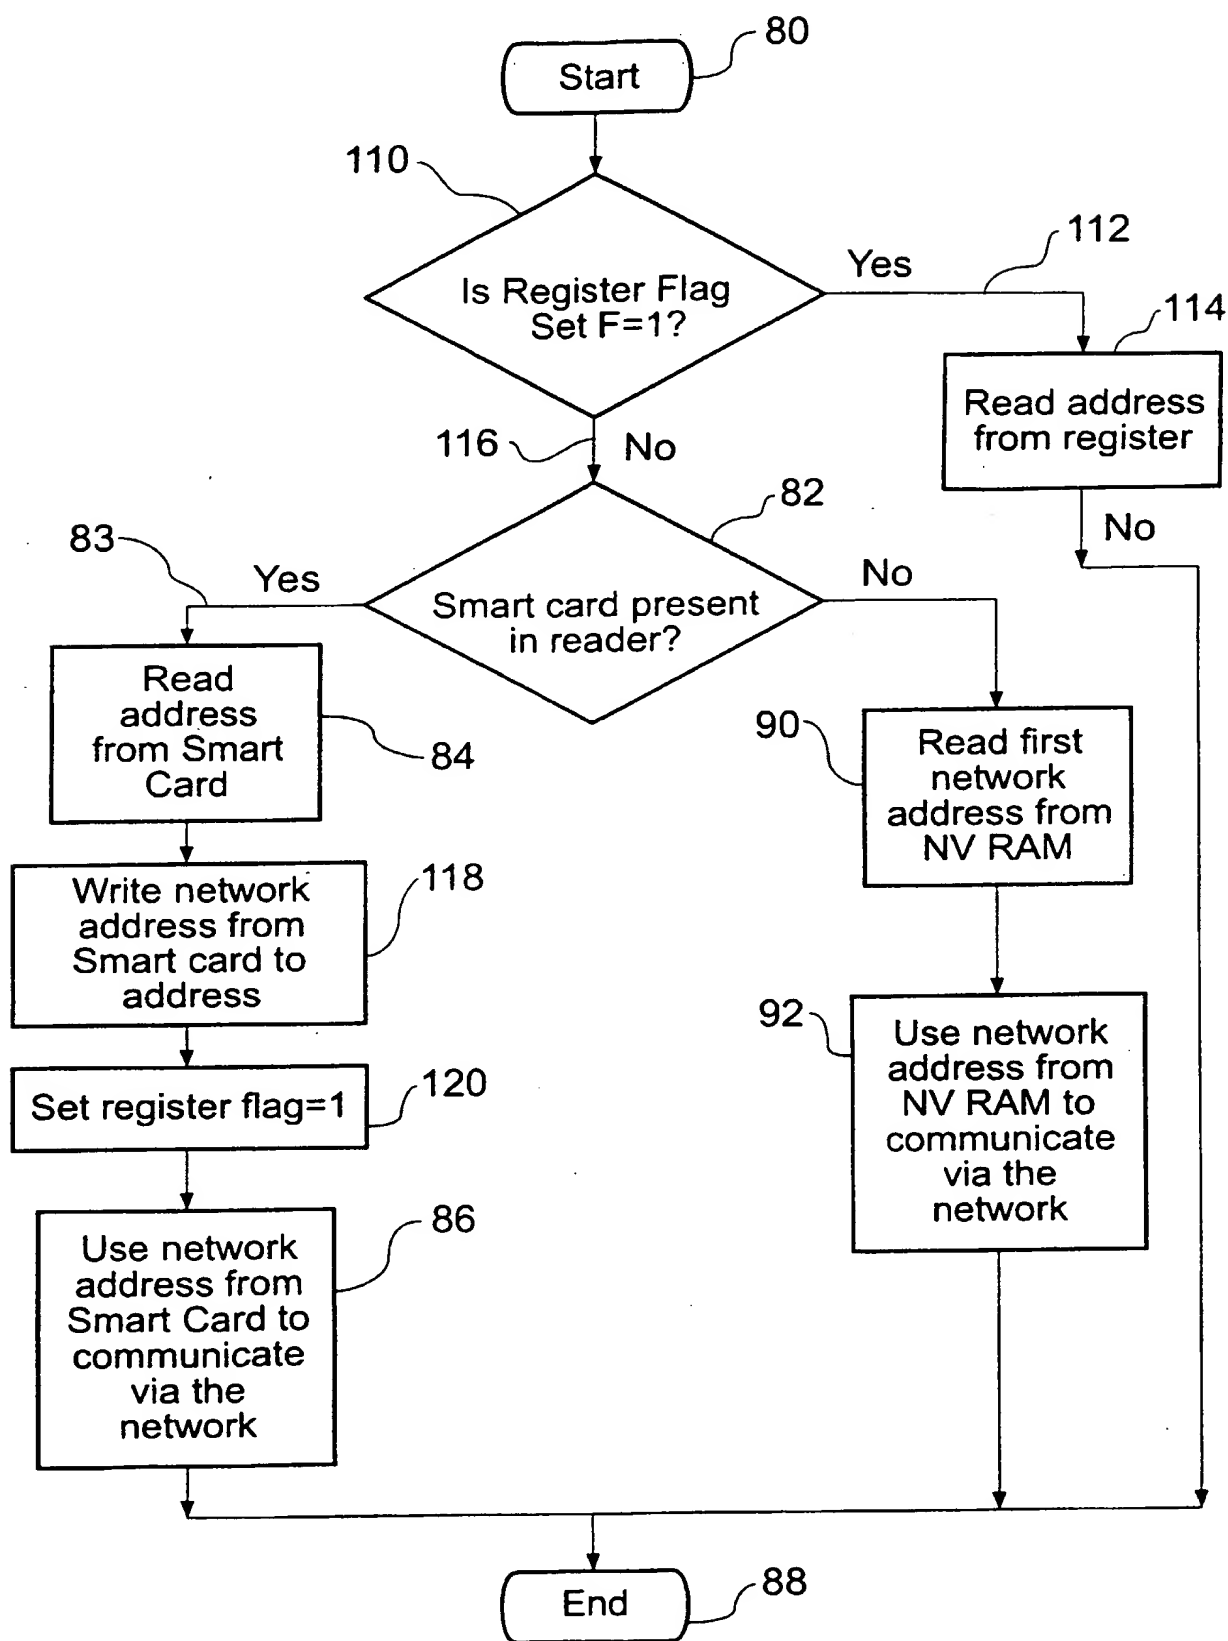 80
Start
110
Is Register Flag
Set F=1?
Yes
112
114
Read address
from register
No
116
No
82
Smart card present
in reader?
83
Yes
No
Read
address
from Smart
Card
84
90
Read first
network
address from
NV RAM
Write network
address from
Smart card to
address
118
92
Use network
address from
NV RAM to
communicate
via the
network
Set register flag=1
120
Use network
address from
Smart Card to
communicate
via the
network
86
End
88